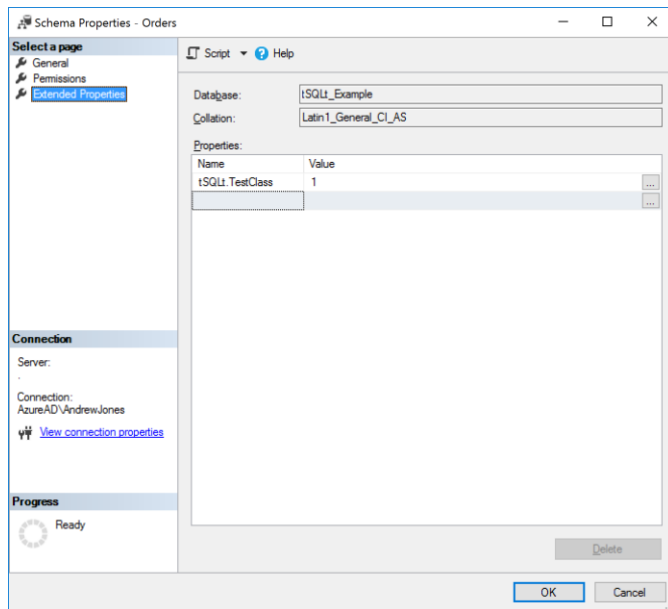 Schema Properties - Orders
Select a page
General
Permissions
Extended Properties
Script
Help
Database:
tSQLt_Example
Collation:
Latin1_General_CI_AS
Properties:
Name Value
tSQLt.TestClass 1 ...
...
Connection
Server:
.
Connection:
AzureAD\AndrewJones
View connection properties
Progress
Ready
Delete
OK Cancel